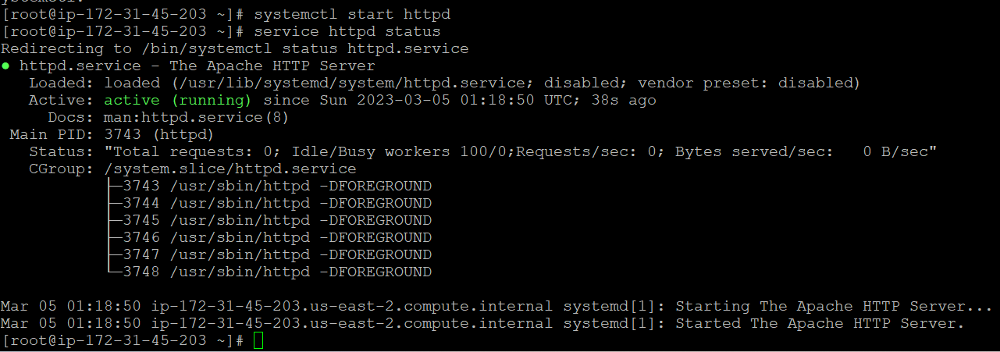 [root@ip-172-31-45-203 ~]# systemctl start httpd
[root@ip-172-31-45-203 ~]# service httpd status
Redirecting to /bin/systemctl status httpd.service
● httpd.service - The Apache HTTP Server
   Loaded: loaded (/usr/lib/systemd/system/httpd.service; disabled; vendor preset: disabled)
   Active: active (running) since Sun 2023-03-05 01:18:50 UTC; 38s ago
     Docs: man:httpd.service(8)
 Main PID: 3743 (httpd)
   Status: "Total requests: 0; Idle/Busy workers 100/0;Requests/sec: 0; Bytes served/sec:   0 B/sec"
   CGroup: /system.slice/httpd.service
           ├─3743 /usr/sbin/httpd -DFOREGROUND
           ├─3744 /usr/sbin/httpd -DFOREGROUND
           ├─3745 /usr/sbin/httpd -DFOREGROUND
           ├─3746 /usr/sbin/httpd -DFOREGROUND
           ├─3747 /usr/sbin/httpd -DFOREGROUND
           └─3748 /usr/sbin/httpd -DFOREGROUND
Mar 05 01:18:50 ip-172-31-45-203.us-east-2.compute.internal systemd[1]: Starting The Apache HTTP Server...
Mar 05 01:18:50 ip-172-31-45-203.us-east-2.compute.internal systemd[1]: Started The Apache HTTP Server.
[root@ip-172-31-45-203 ~]#